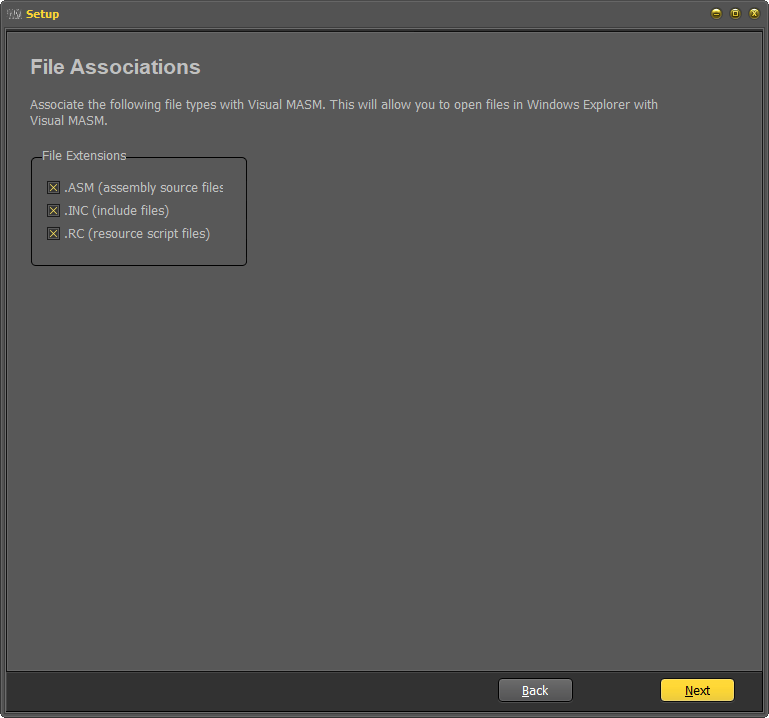 Setup
File Associations
Associate the following file types with Visual MASM. This will allow you to open files in Windows Explorer with
Visual MASM.
File Extensions
.ASM (assembly source files
.INC (include files)
.RC (resource script files)
Back
Next